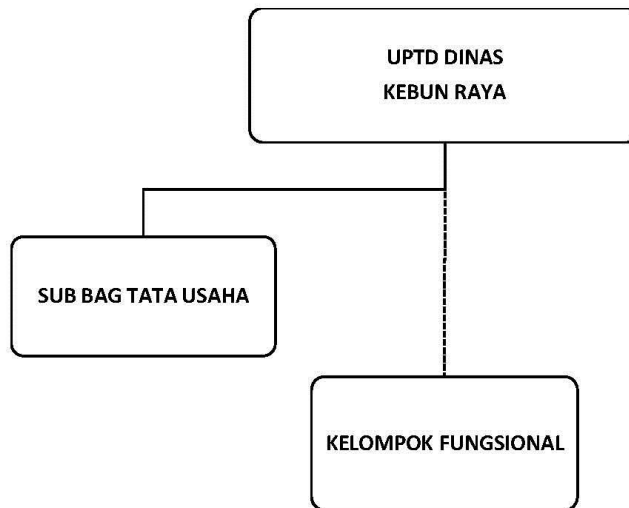 UPTD DINAS
KEBUN RAYA
SUB BAG TATA USAHA
KELOMPOK FUNGSIONAL